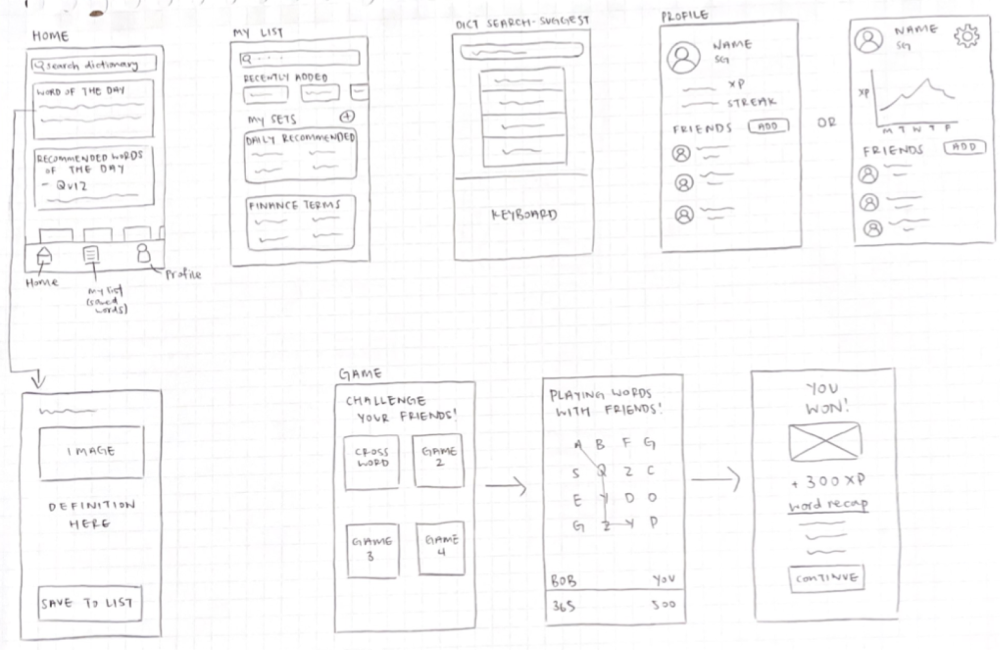 HOME
search dictionary
WORD OF THE DAY
RECOMMENDED WORDS
OF THE DAY
- QUIZ
Home
My list
(saved
words)
Profile
MY LIST
RECENTLY ADDED
MY SETS
DAILY RECOMMENDED
FINANCE TERMS
DICT SEARCH-SUGGEST
KEYBOARD
PROFILE
NAME
XP
STREAK
FRIENDS ADD
OR
NAME
XP
M T W T F
FRIENDS ADD
IMAGE
DEFINITION
HERE
SAVE TO LIST
GAME
CHALLENGE
YOUR FRIENDS!
CROSS
WORD
GAME
2
GAME
3
GAME
4
PLAYING WORDS
WITH FRIENDS!
A B F G
S Q Z C
E Y D O
G Z Y P
BOB YOU
365 500
YOU
WON!
+ 300 XP
word recap
CONTINUE